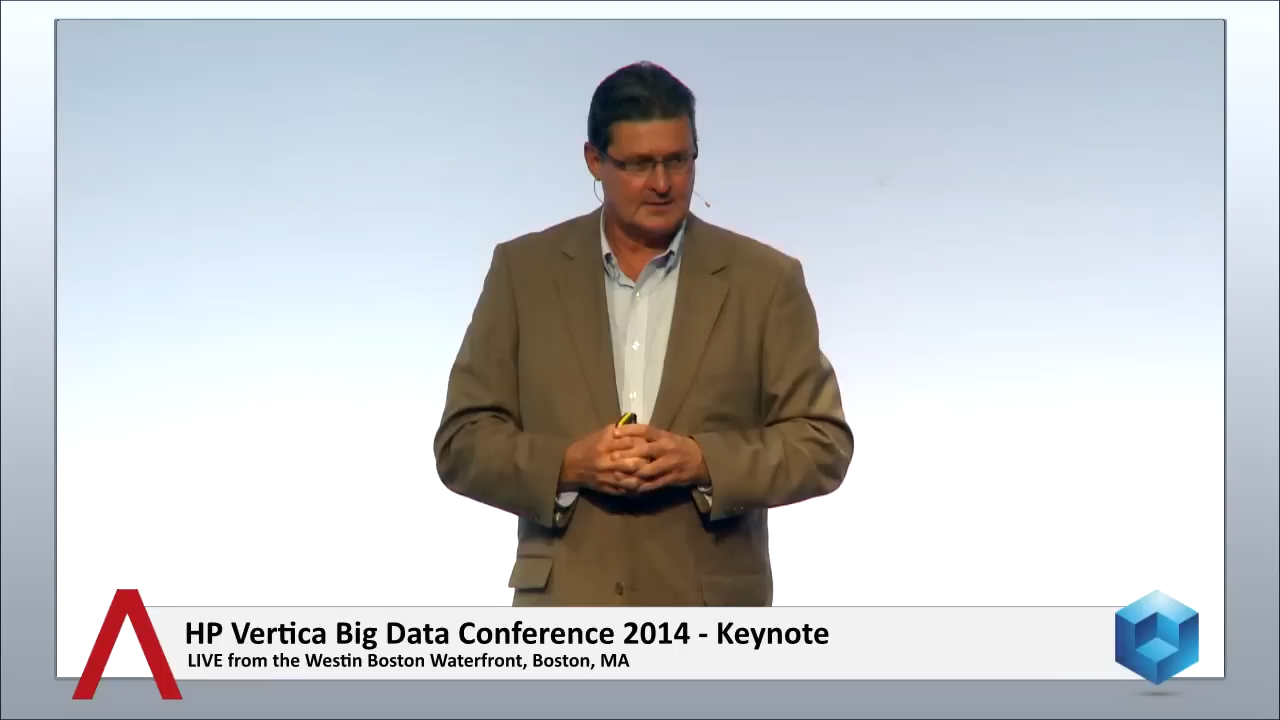 HP Vertica Big Data Conference 2014 - Keynote
LIVE from the Westin Boston Waterfront, Boston, MA